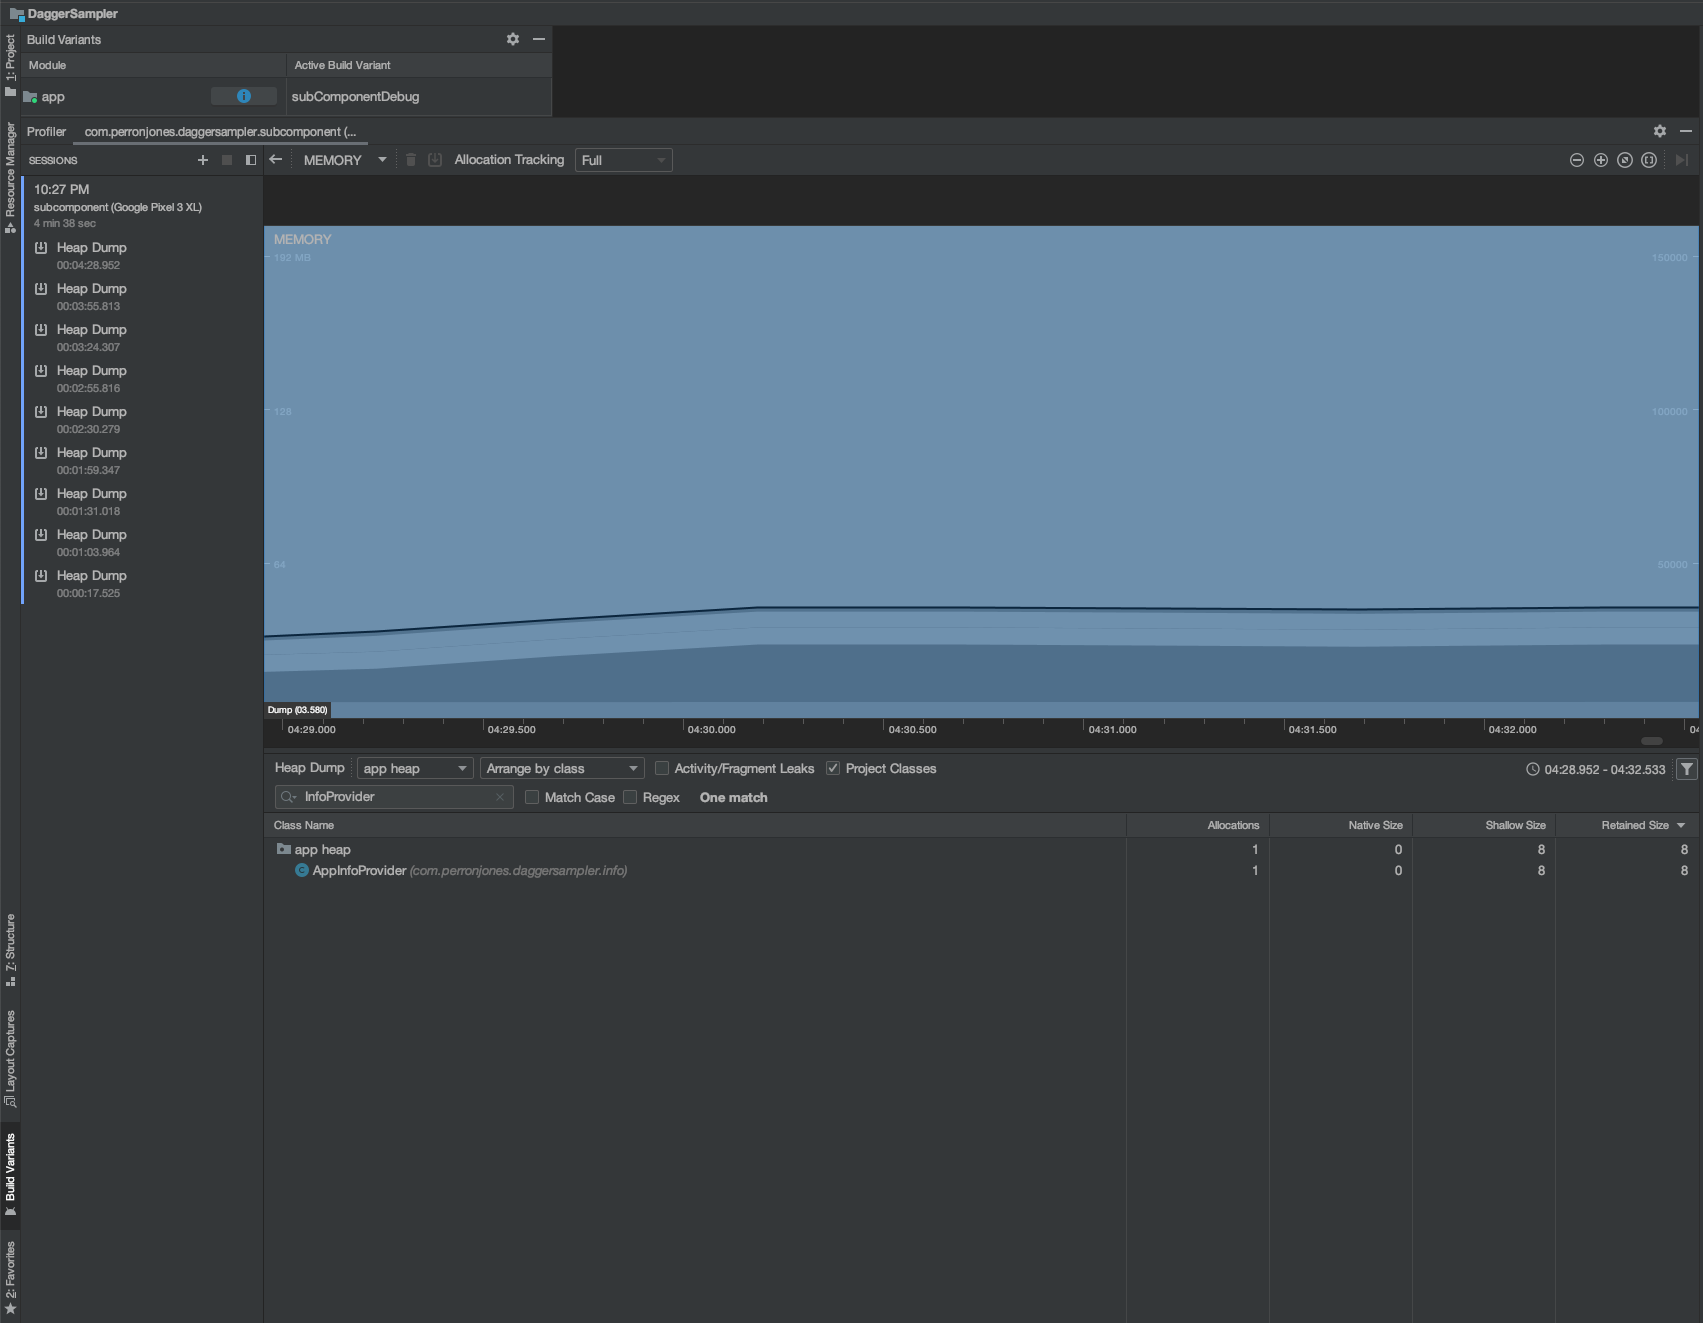 DaggerSampler
1: Project
Resource Manager
Z: Structure
Layout Captures
Build Variants
2: Favorites
Build Variants
Module Active Build Variant
app subComponentDebug
Profiler com.perronjones.daggersampler.subcomponent (...
SESSIONS
MEMORY Allocation Tracking Full
10:27 PM
subcomponent (Google Pixel 3 XL)
4 min 38 sec
Heap Dump
00:04:28.952
Heap Dump
00:03:55.813
Heap Dump
00:03:24.307
Heap Dump
00:02:55.816
Heap Dump
00:02:30.279
Heap Dump
00:01:59.347
Heap Dump
00:01:31.018
Heap Dump
00:01:03.964
Heap Dump
00:00:17.525
MEMORY
192 MB 150000
128 100000
64 50000
Dump (03.580)
04:29.000 04:29.500 04:30.000 04:30.500 04:31.000 04:31.500 04:32.000 04
Heap Dump app heap Arrange by class Activity/Fragment Leaks Project Classes 04:28.952 - 04:32.533
InfoProvider Match Case Regex One match
Class Name Allocations Native Size Shallow Size Retained Size
app heap 1 0 8 8
AppInfoProvider (com.perronjones.daggersampler.info) 1 0 8 8